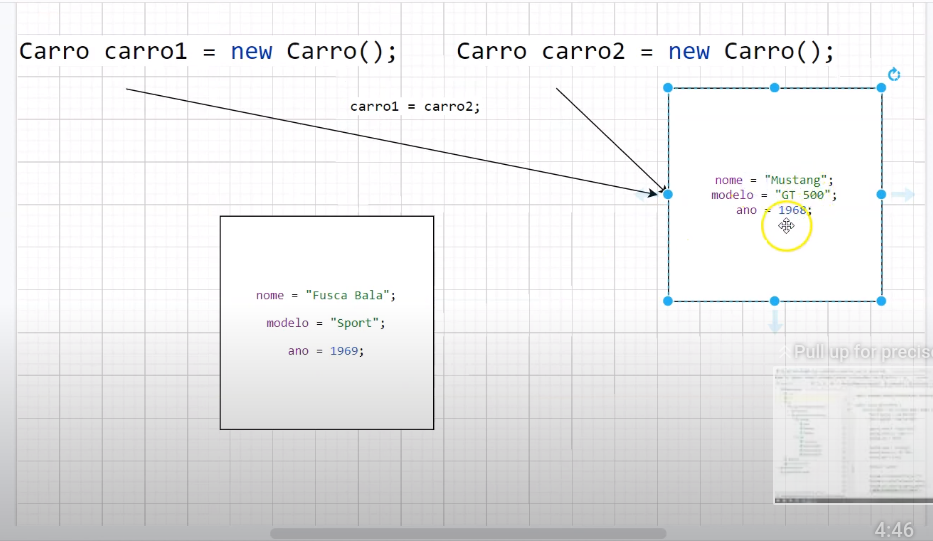 Carro carro1 = new Carro();
Carro carro2 = new Carro();
carro1 = carro2;
nome = "Mustang";
modelo = "GT 500";
ano = 1968;
nome = "Fusca Bala";
modelo = "Sport";
ano = 1969;
Pull up for precise
4:46